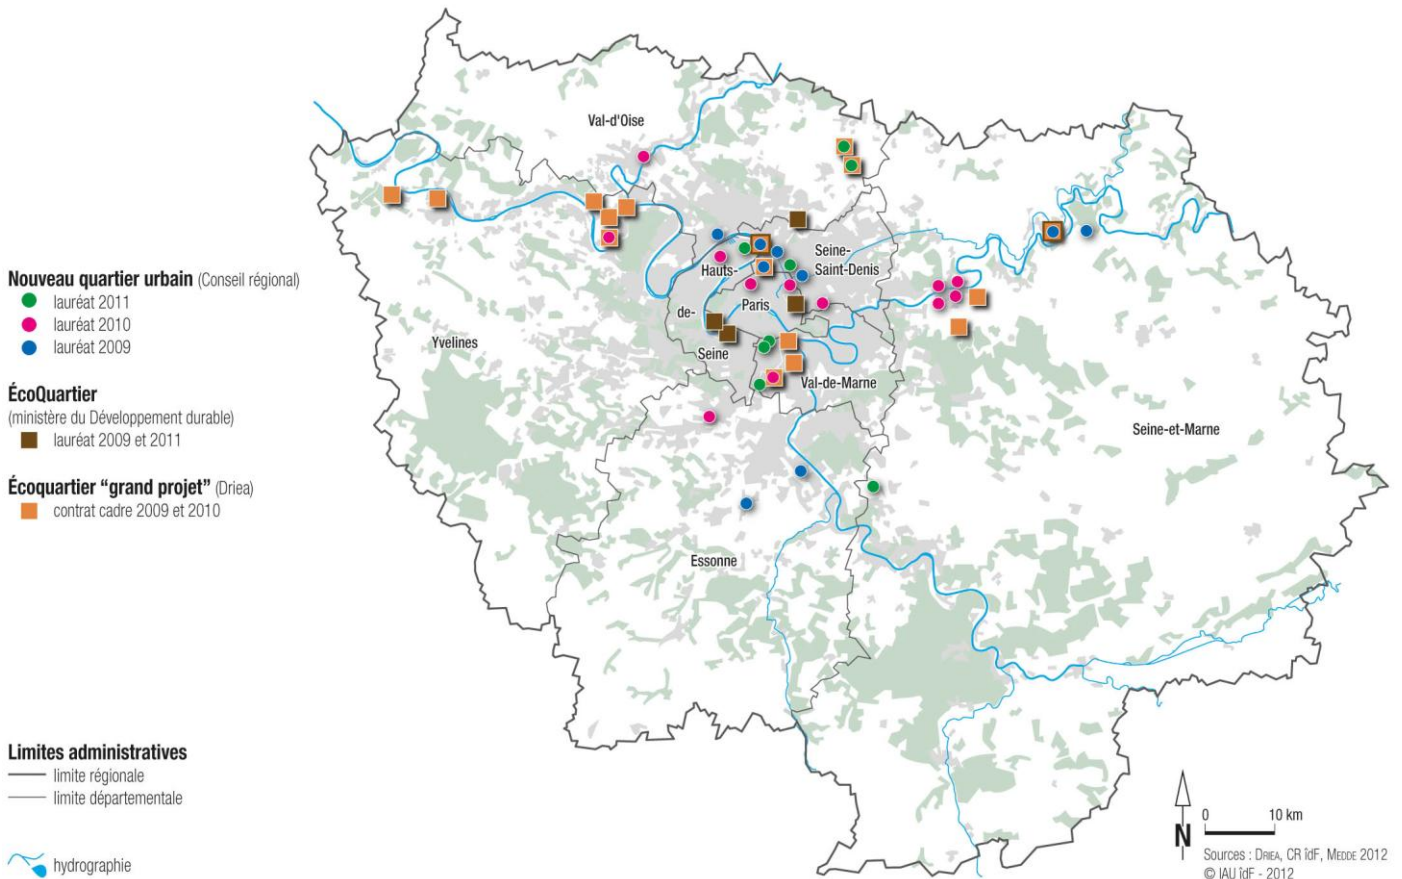 Nouveau quartier urbain (Conseil régional)
lauréat 2011
lauréat 2010
lauréat 2009
ÉcoQuartier
(ministère du Développement durable)
lauréat 2009 et 2011
Écoquartier “grand projet” (Driea)
contrat cadre 2009 et 2010
Limites administratives
limite régionale
limite départementale
hydrographie
Val-d'Oise
Seine-
Saint-Denis
Hauts-
Paris
de-
Seine
Yvelines
Val-de-Marne
Seine-et-Marne
Essonne
N
0 10 km
Sources : DRIEA, CR îdF, MEDDE 2012
© IAU îdF - 2012